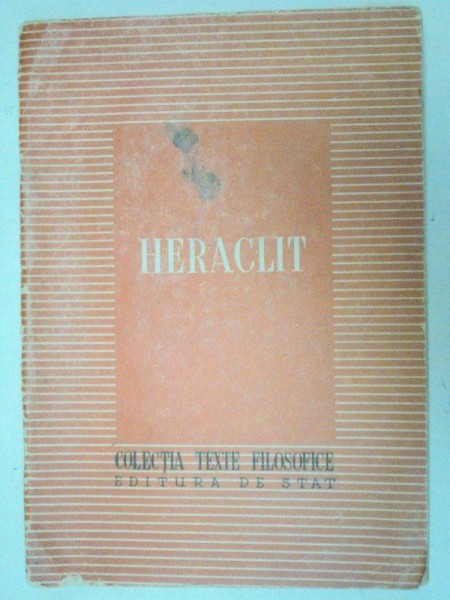 HERACLIT
COLECȚIA TEXTE FILOSOFICE
EDITURA DE STAT